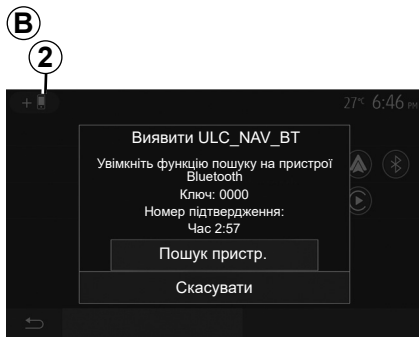 B
2
27°C 6:46 PM
Виявити ULC_NAV_BT
Увімкніть функцію пошуку на пристрої
Bluetooth
Ключ: 0000
Номер підтвердження:
Час 2:57
Пошук пристр.
Скасувати